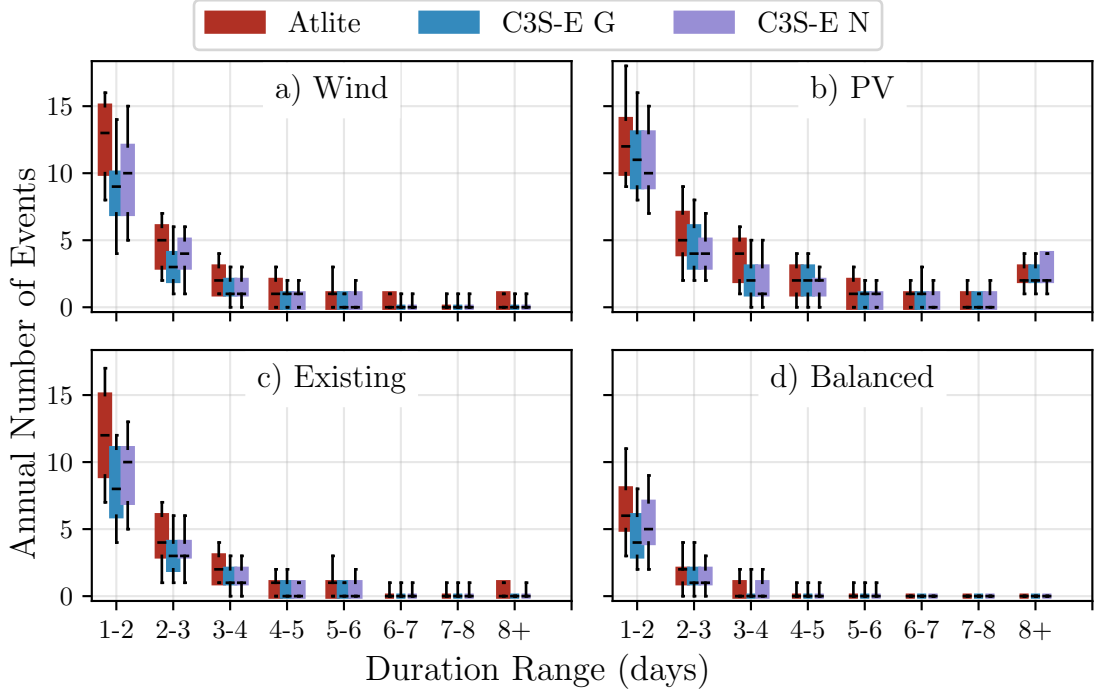 Atlite C3S-E G C3S-E N
Annual Number of Events
a) Wind
15
10
5
0
b) PV
c) Existing
15
10
5
0
1-2 2-3 3-4 4-5 5-6 6-7 7-8 8+
d) Balanced
1-2 2-3 3-4 4-5 5-6 6-7 7-8 8+
Duration Range (days)